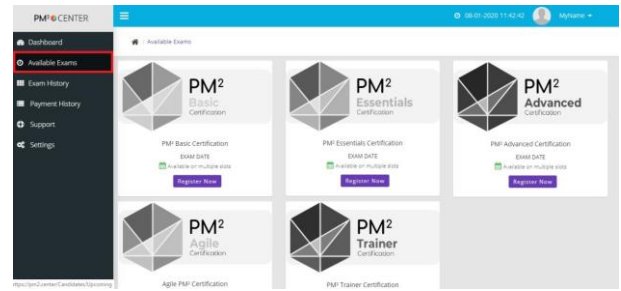 PM² CENTER
08-01-2020 11:42:42
MyName
Dashboard
Available Exams
Exam History
Payment History
Support
Settings
/ Available Exams
PM²
Basic
Certification
PM² Basic Certification
EXAM DATE
Available on multiple slots
Register Now
PM²
Essentials
Certification
PM² Essentials Certification
EXAM DATE
Available on multiple slots
Register Now
PM²
Advanced
Certification
PM² Advanced Certification
EXAM DATE
Available on multiple slots
Register Now
PM²
Agile
Certification
Agile PM² Certification
PM²
Trainer
Certification
PM² Trainer Certification
https://pm2.center/Candidates/Upcoming